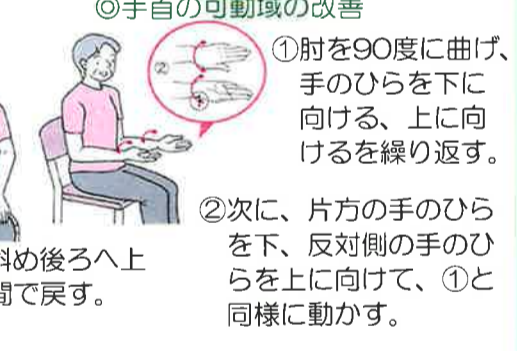 ◎手首の可動域の改善
①肘を90度に曲げ、
手のひらを下に
向ける、上に向
けるを繰り返す。
②
①
②次に、片方の手のひら
を下、反対側の手のひ
らを上に向けて、①と
同様に動かす。
斜め後ろへ上
間で戻す。